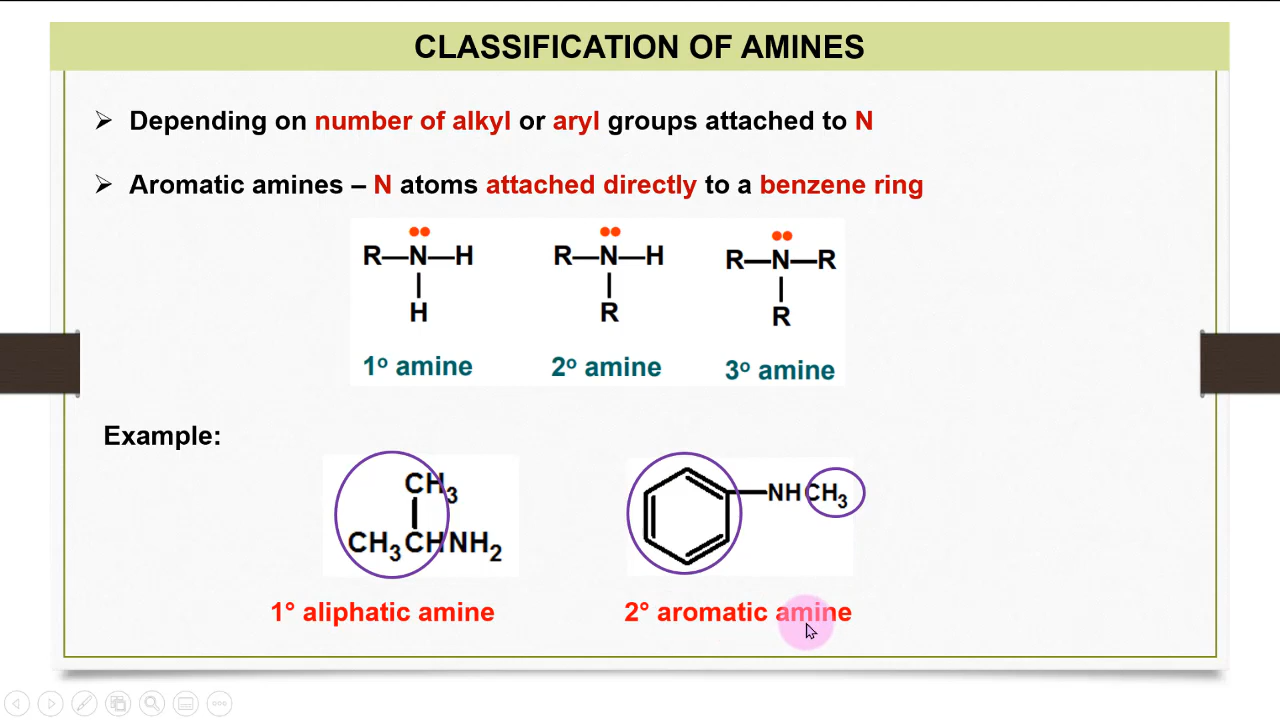 CLASSIFICATION OF AMINES
➢ Depending on number of alkyl or aryl groups attached to N
➢ Aromatic amines – N atoms attached directly to a benzene ring
R—N—H
H
1° amine
R—N—H
R
2° amine
R—N—R
R
3° amine
Example:
CH₃
CH₃CHNH₂
1° aliphatic amine
NHCH₃
2° aromatic amine